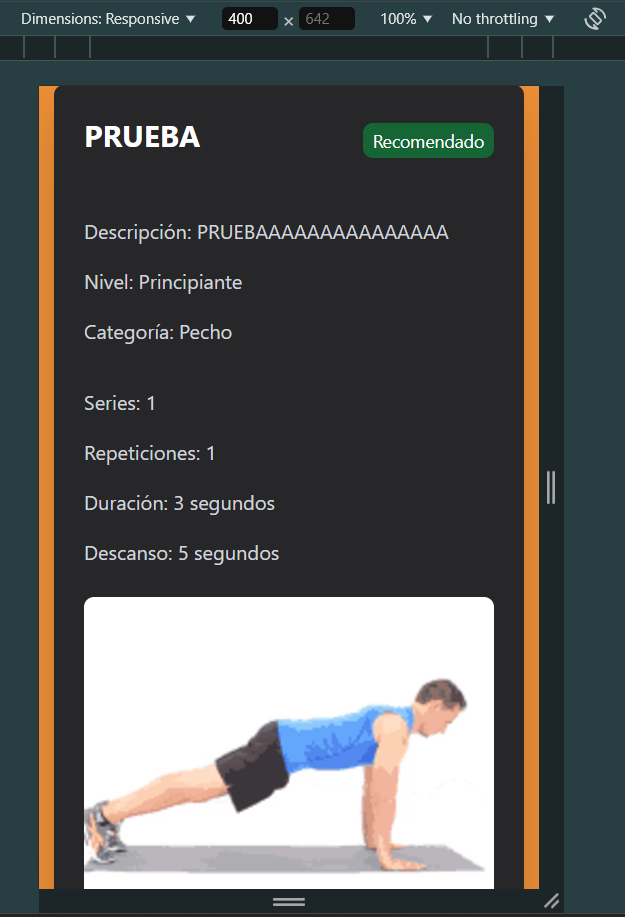 Dimensions: Responsive ▼ 400 × 642 100% ▼ No throttling ▼
PRUEBA
Recomendado
Descripción: PRUEBAAAAAAAAAAAAAAA
Nivel: Principiante
Categoría: Pecho
Series: 1
Repeticiones: 1
Duración: 3 segundos
Descanso: 5 segundos